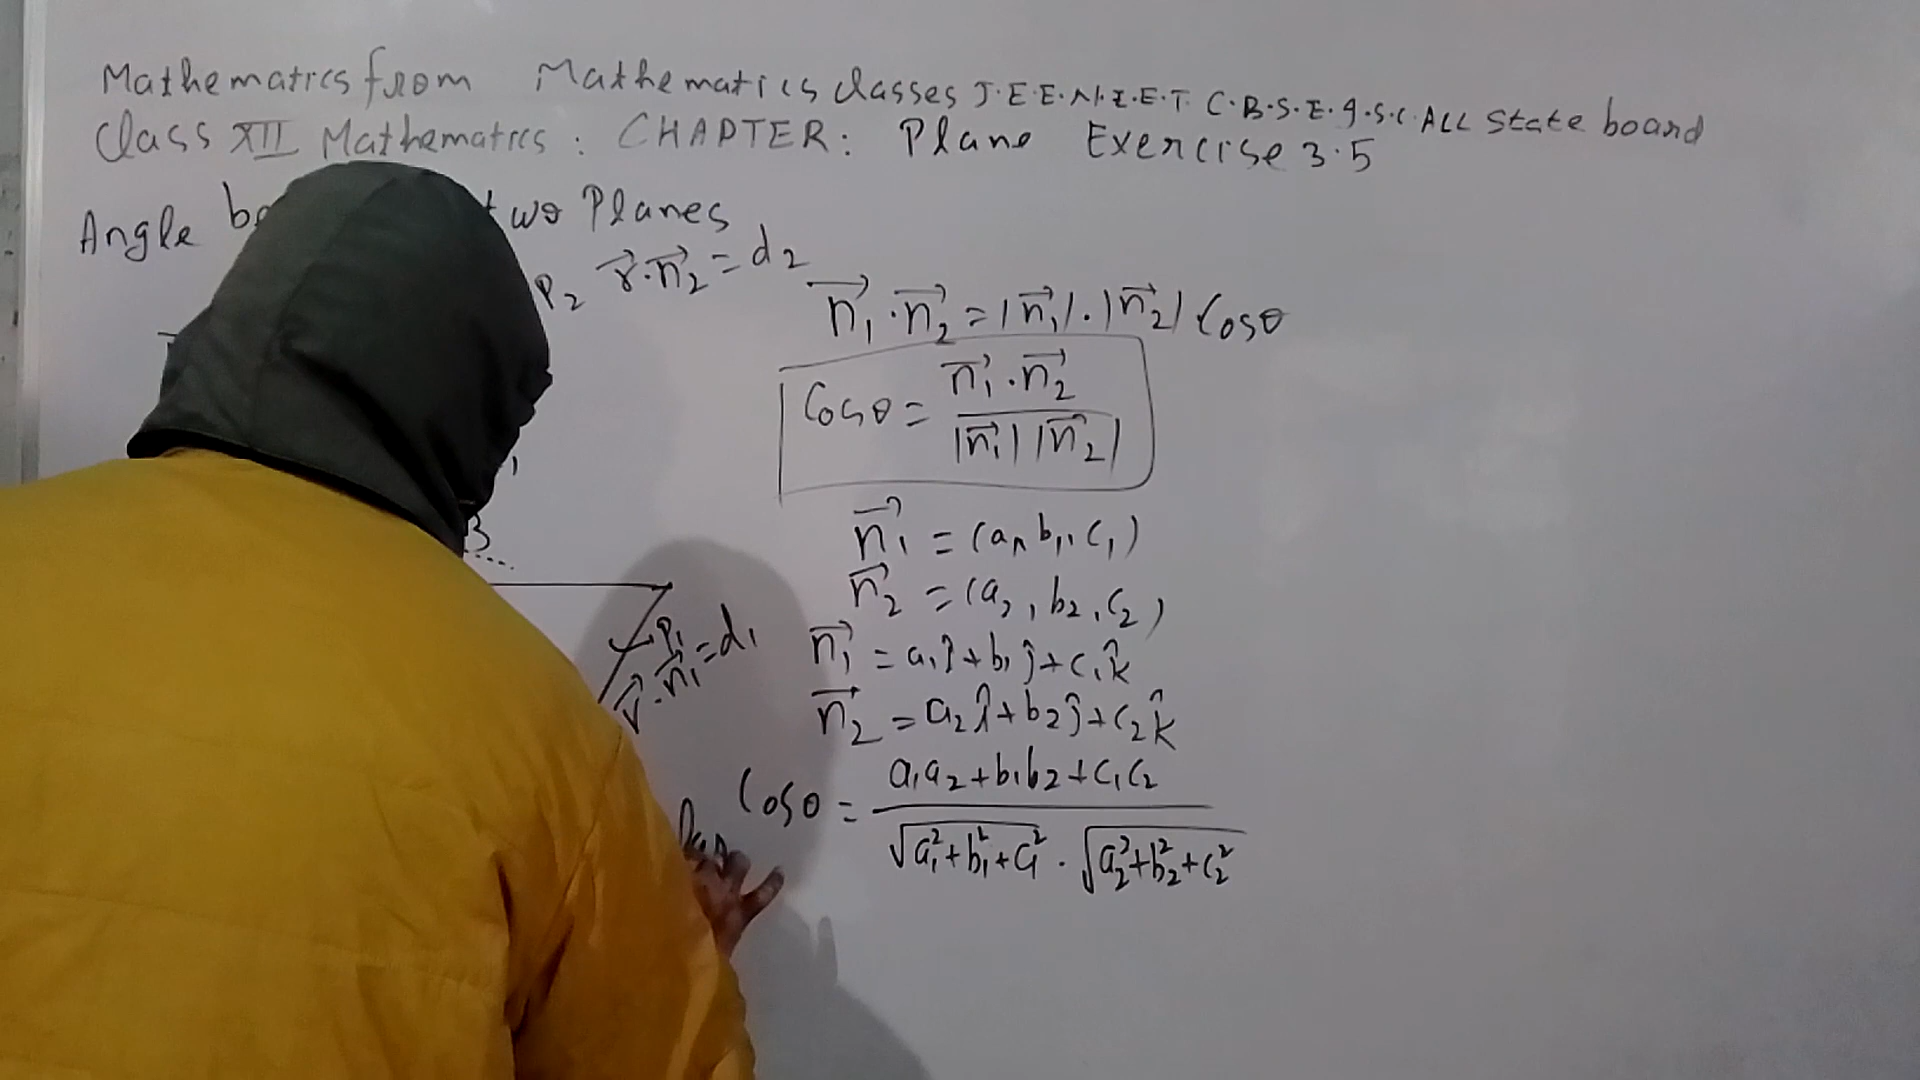 Mathematics from Mathematics classes J.E.E.N.E.E.T. C.B.S.E.I.S.C. ALL State board
Class XII Mathematics: CHAPTER: Plane Exercise 3.5
Angle two Planes
P₂ r⃗·n⃗₂ = d₂
n⃗₁·n⃗₂ = |n⃗₁|·|n⃗₂| Cosθ
Cosθ = n⃗₁·n⃗₂ / |n⃗₁| |n⃗₂|
n⃗₁ = (a₁, b₁, c₁)
B
n⃗₂ = (a₂, b₂, c₂)
P₁
r⃗·n⃗₁ = d₁
n⃗₁ = a₁î + b₁ĵ + c₁k̂
n⃗₂ = a₂î + b₂ĵ + c₂k̂
Cosθ = a₁a₂ + b₁b₂ + c₁c₂ / √a₁² + b₁² + c₁² · √a₂² + b₂² + c₂²